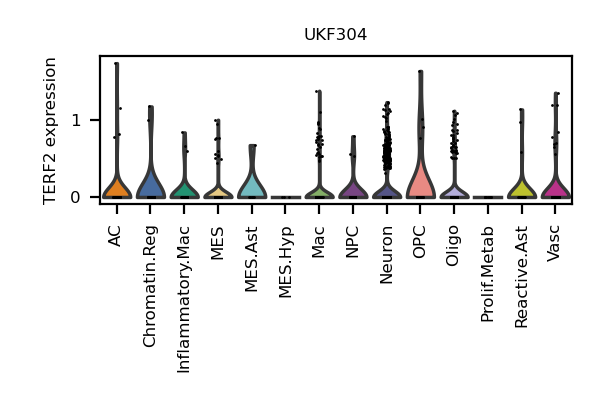 UKF304
TERF2 expression
1
0
AC
Chromatin.Reg
Inflammatory.Mac
MES
MES.Ast
MES.Hyp
Mac
NPC
Neuron
OPC
Oligo
Prolif.Metab
Reactive.Ast
Vasc